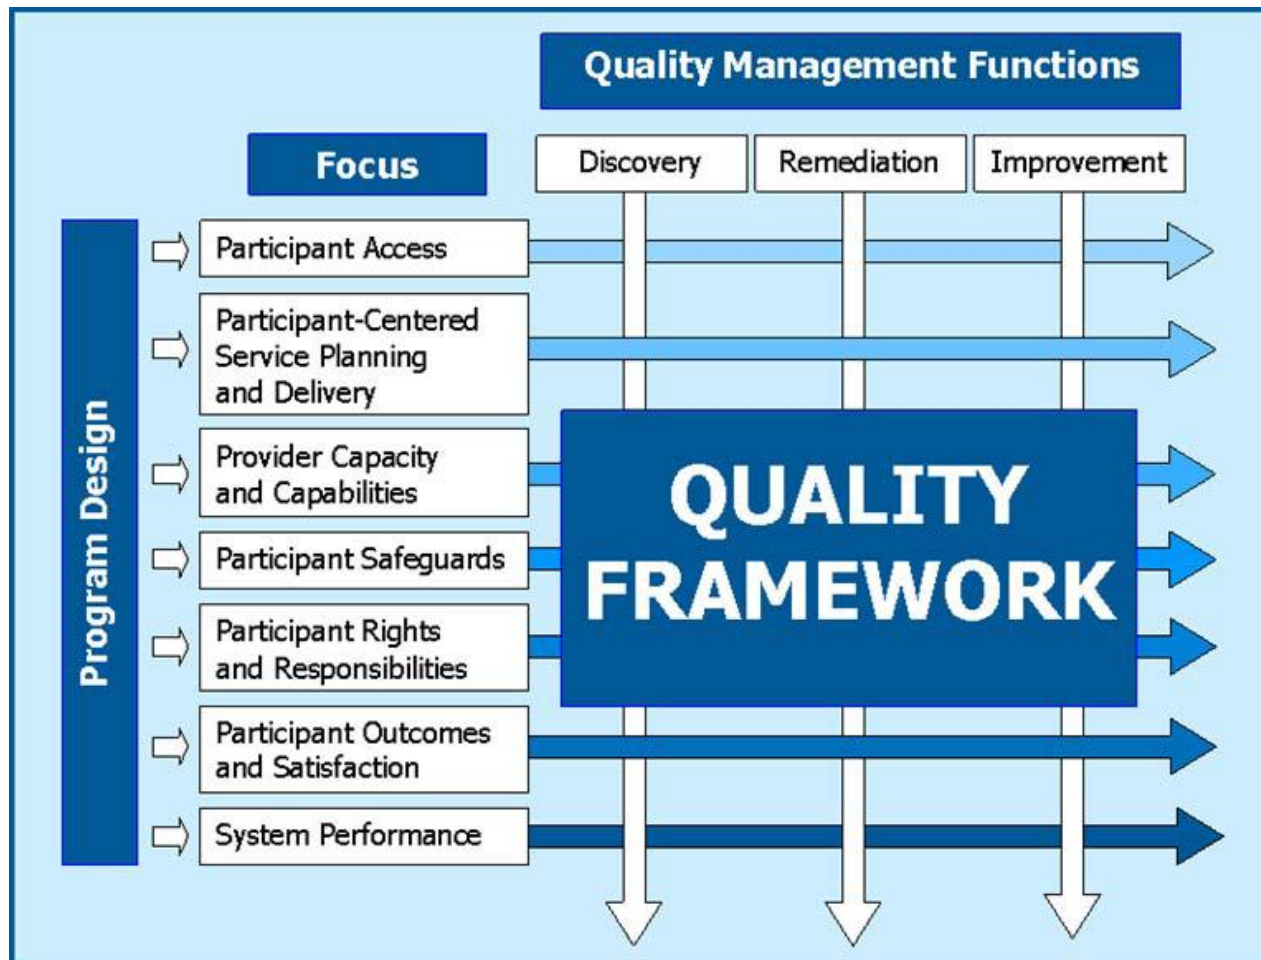 Quality Management Functions
Focus
Discovery
Remediation
Improvement
Program Design
Participant Access
Participant-Centered
Service Planning
and Delivery
Provider Capacity
and Capabilities
Participant Safeguards
Participant Rights
and Responsibilities
Participant Outcomes
and Satisfaction
System Performance
QUALITY
FRAMEWORK